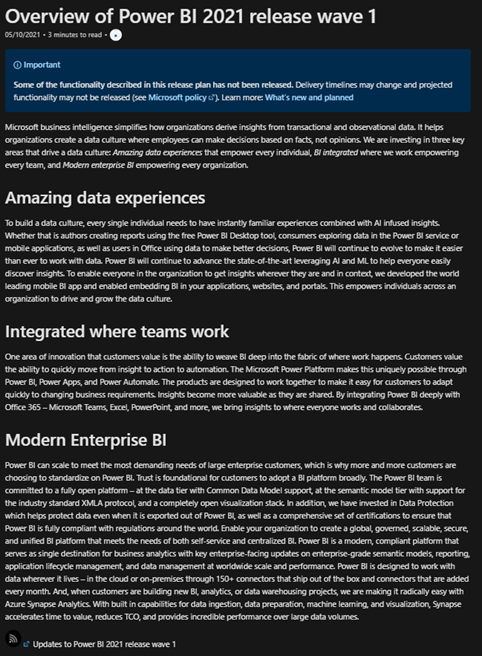 Overview of Power BI 2021 release wave 1
05/10/2021 • 3 minutes to read •
Important
Some of the functionality described in this release plan has not been released. Delivery timelines may change and projected
functionality may not be released (see Microsoft policy). Learn more: What's new and planned
Microsoft business intelligence simplifies how organizations derive insights from transactional and observational data. It helps
organizations create a data culture where employees can make decisions based on facts, not opinions. We are investing in three key
areas that drive a data culture: Amazing data experiences that empower every individual, BI integrated where we work empowering
every team, and Modern enterprise BI empowering every organization.
Amazing data experiences
To build a data culture, every single individual needs to have instantly familiar experiences combined with AI infused insights.
Whether that is authors creating reports using the free Power BI Desktop tool, consumers exploring data in the Power BI service or
mobile applications, as well as users in Office using data to make better decisions, Power BI will continue to evolve to make it easier
than ever to work with data. Power BI will continue to advance the state-of-the-art leveraging AI and ML to help everyone easily
discover insights. To enable everyone in the organization to get insights wherever they are and in context, we developed the world
leading mobile BI app and enabled embedding BI in your applications, websites, and portals. This empowers individuals across an
organization to drive and grow the data culture.
Integrated where teams work
One area of innovation that customers value is the ability to weave BI deep into the fabric of where work happens. Customers value
the ability to quickly move from insight to action to automation. The Microsoft Power Platform makes this uniquely possible through
Power BI, Power Apps, and Power Automate. The products are designed to work together to make it easy for customers to adapt
quickly to changing business requirements. Insights become more valuable as they are shared. By integrating Power BI deeply with
Office 365 – Microsoft Teams, Excel, PowerPoint, and more, we bring insights to where everyone works and collaborates.
Modern Enterprise BI
Power BI can scale to meet the most demanding needs of large enterprise customers, which is why more and more customers are
choosing to standardize on Power BI. Trust is foundational for customers to adopt a BI platform broadly. The Power BI team is
committed to a fully open platform – at the data tier with Common Data Model support, at the semantic model tier with support for
the industry standard XMLA protocol, and a completely open visualization stack. In addition, we have invested in Data Protection
which helps protect data even when it is exported out of Power BI, as well as a comprehensive set of certifications to ensure that
Power BI is fully compliant with regulations around the world. Enable your organization to create a global, governed, scalable, secure,
and unified BI platform that meets the needs of both self-service and centralized BI. Power BI is a modern, compliant platform that
serves as single destination for business analytics with key enterprise-facing updates on enterprise-grade semantic models, reporting,
application lifecycle management, and data management at worldwide scale and performance. Power BI is designed to work with
data wherever it lives – in the cloud or on-premises through 150+ connectors that ship out of the box and connectors that are added
every month. And, when customers are building new BI, analytics, or data warehousing projects, we are making it radically easy with
Azure Synapse Analytics. With built in capabilities for data ingestion, data preparation, machine learning, and visualization, Synapse
accelerates time to value, reduces TCO, and provides incredible performance over large data volumes.
Updates to Power BI 2021 release wave 1